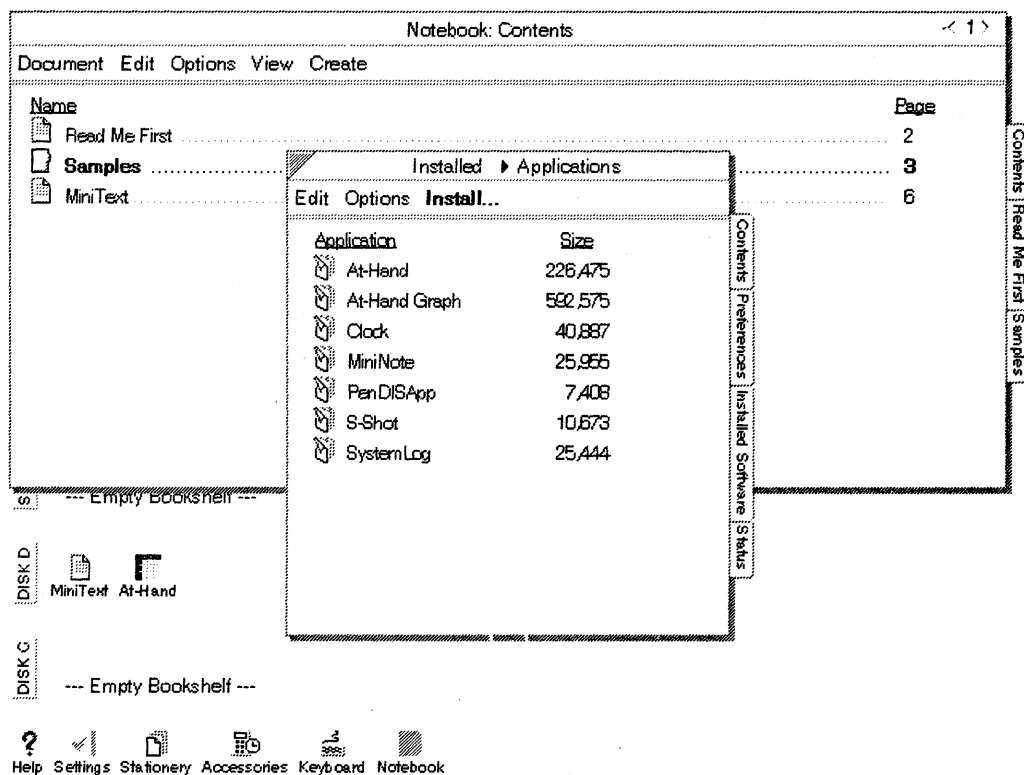 Notebook: Contents < 1 >
Document Edit Options View Create
Name Page
Read Me First 2
Samples 3
MiniText 6
Contents
Read Me First
Samples
Installed ▶ Applications
Edit Options Install...
Application Size
At-Hand 226,475
At-Hand Graph 592,575
Clock 40,887
MiniNote 25,955
PenDISApp 7,408
S-Shot 10,673
SystemLog 25,444
Contents
Preferences
Installed Software
Status
S --- Empty Bookshelf ---
DISK D
MiniText At-Hand
DISK C
--- Empty Bookshelf ---
? 
Help Settings Stationery Accessories Keyboard Notebook